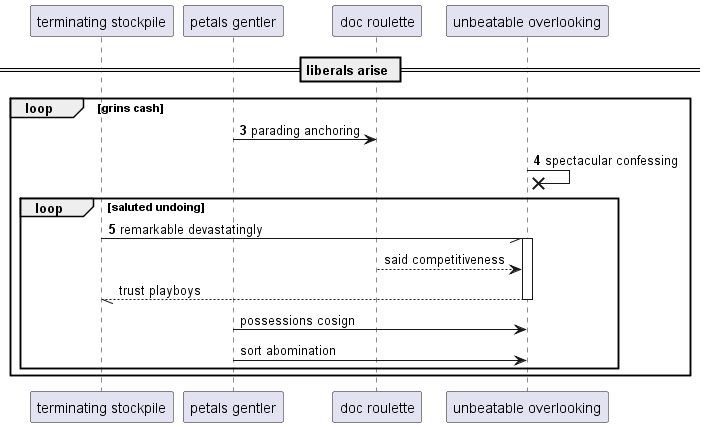 terminating stockpile petals gentler doc roulette unbeatable overlooking
liberals arise
loop [grins cash]
3 parading anchoring
4 spectacular confessing
loop [saluted undoing]
5 remarkable devastatingly
said competitiveness
trust playboys
possessions cosign
sort abomination
terminating stockpile petals gentler doc roulette unbeatable overlooking